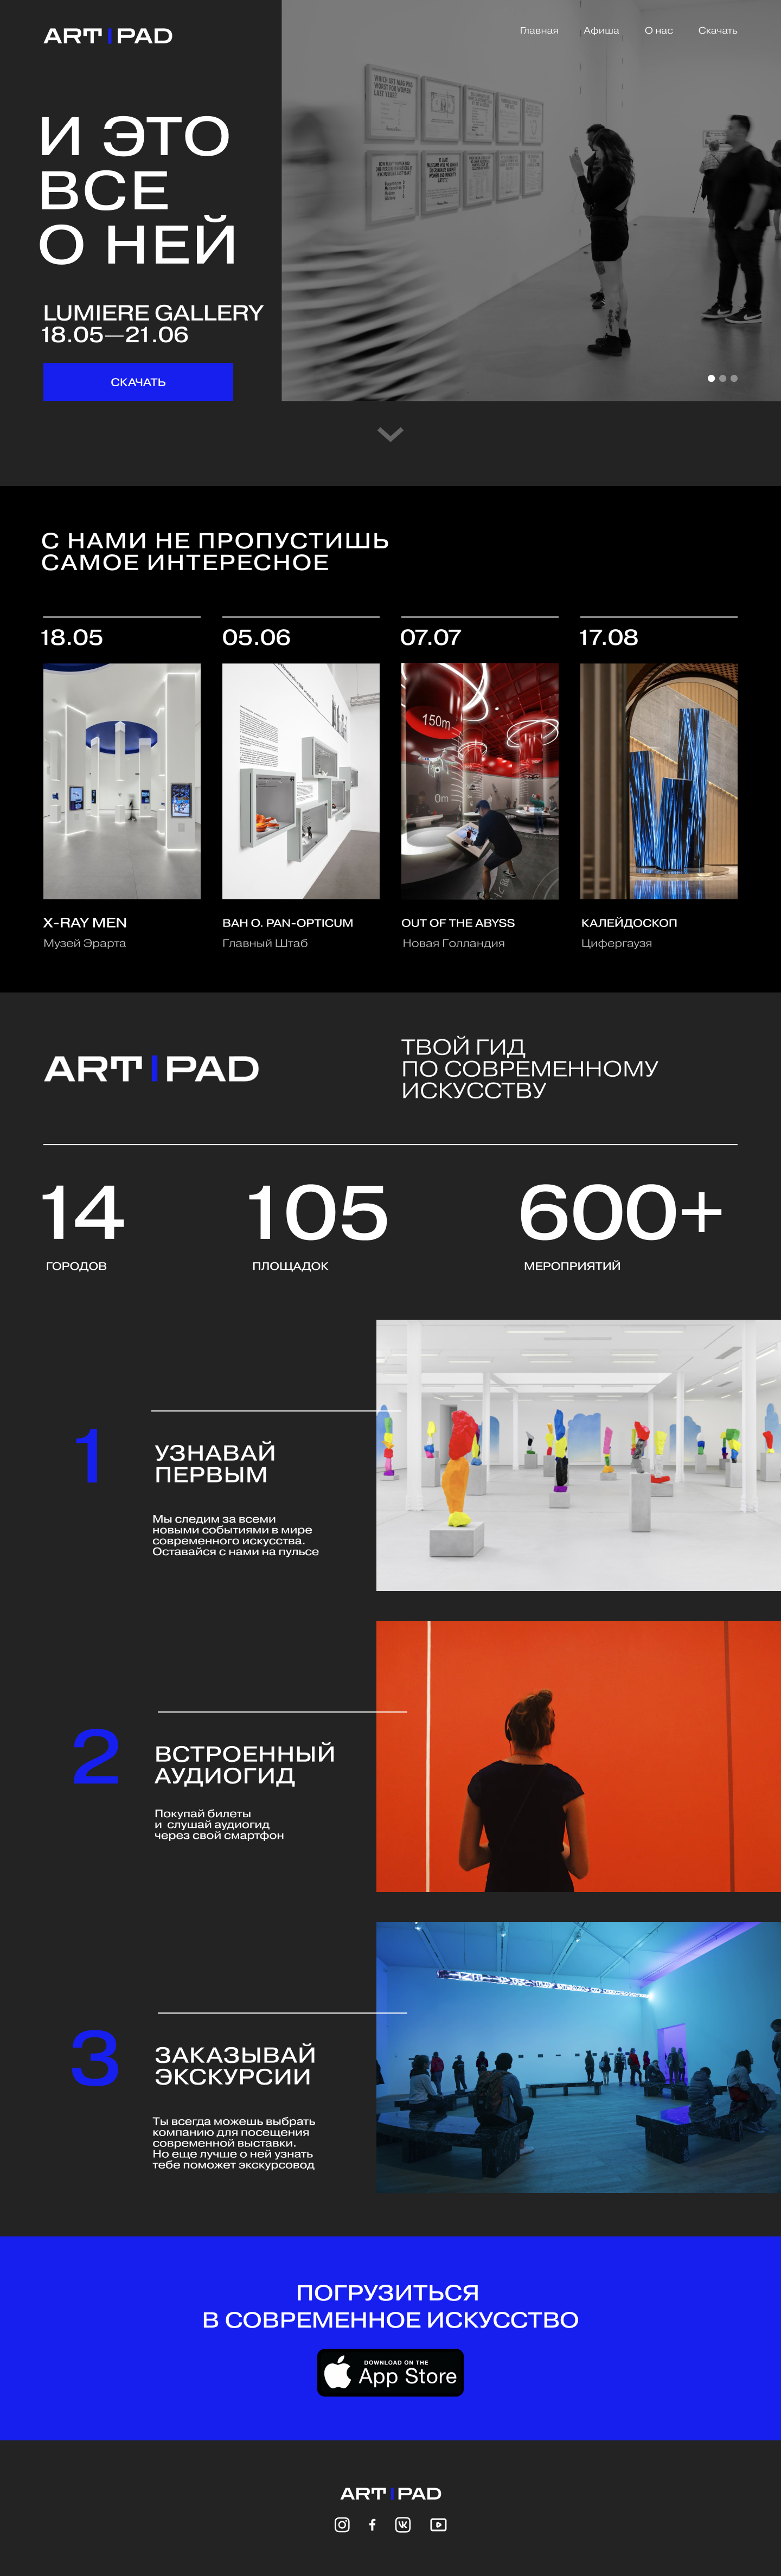 ART|PAD
Главная Афиша О нас Скачать
И ЭТО
ВСЕ
О НЕЙ
LUMIERE GALLERY
18.05—21.06
СКАЧАТЬ
С НАМИ НЕ ПРОПУСТИШЬ
САМОЕ ИНТЕРЕСНОЕ
18.05 05.06 07.07 17.08
150m
0m
X-RAY MEN ВАН О. PAN-OPTICUM OUT OF THE ABYSS КАЛЕЙДОСКОП
Музей Эрарта Главный Штаб Новая Голландия Цифергаузя
ART|PAD
ТВОЙ ГИД
ПО СОВРЕМЕННОМУ
ИСКУССТВУ
14 105 600+
ГОРОДОВ ПЛОЩАДОК МЕРОПРИЯТИЙ
1
УЗНАВАЙ
ПЕРВЫМ
Мы следим за всеми
новыми событиями в мире
современного искусства.
Оставайся с нами на пульсе
2
ВСТРОЕННЫЙ
АУДИОГИД
Покупай билеты
и слушай аудиогид
через свой смартфон
3
ЗАКАЗЫВАЙ
ЭКСКУРСИИ
Ты всегда можешь выбрать
компанию для посещения
современной выставки.
Но еще лучше о ней узнать
тебе поможет экскурсовод
ПОГРУЗИТЬСЯ
В СОВРЕМЕННОЕ ИСКУССТВО
DOWNLOAD ON THE
App Store
ART|PAD